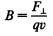 B = F⊥/qv